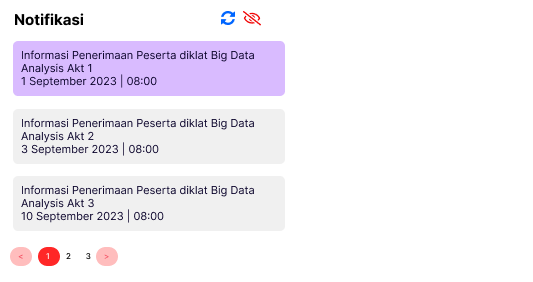 Notifikasi
Informasi Penerimaan Peserta diklat Big Data
Analysis Akt 1
1 September 2023 | 08:00
Informasi Penerimaan Peserta diklat Big Data
Analysis Akt 2
3 September 2023 | 08:00
Informasi Penerimaan Peserta diklat Big Data
Analysis Akt 3
10 September 2023 | 08:00
< 1 2 3 >